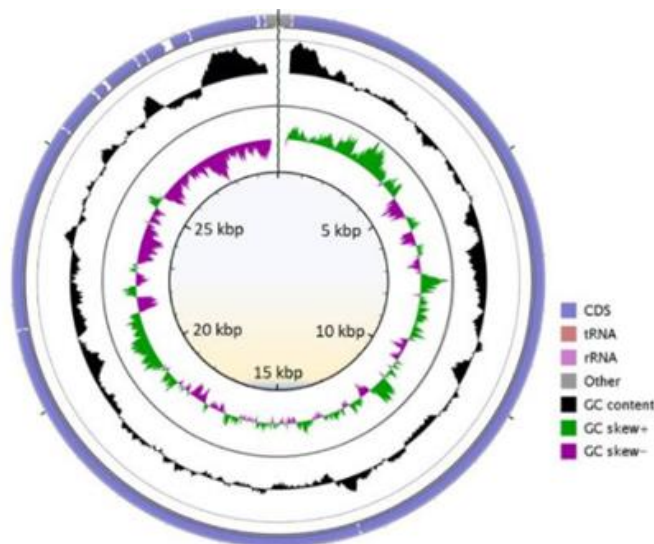 25 kbp
5 kbp
20 kbp
10 kbp
15 kbp
CDS
tRNA
rRNA
Other
GC content
GC skew+
GC skew-